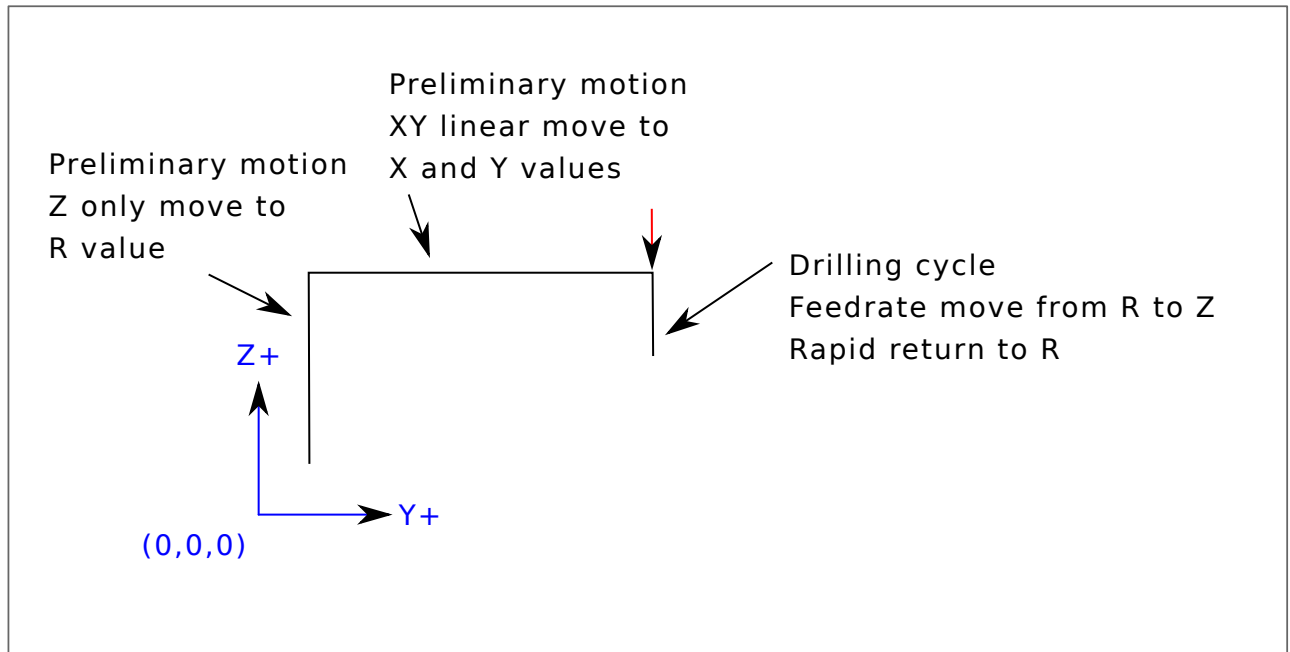 Preliminary motion
XY linear move to
X and Y values
Preliminary motion
Z only move to
R value
Drilling cycle
Feedrate move from R to Z
Rapid return to R
Z+
Y+
(0,0,0)